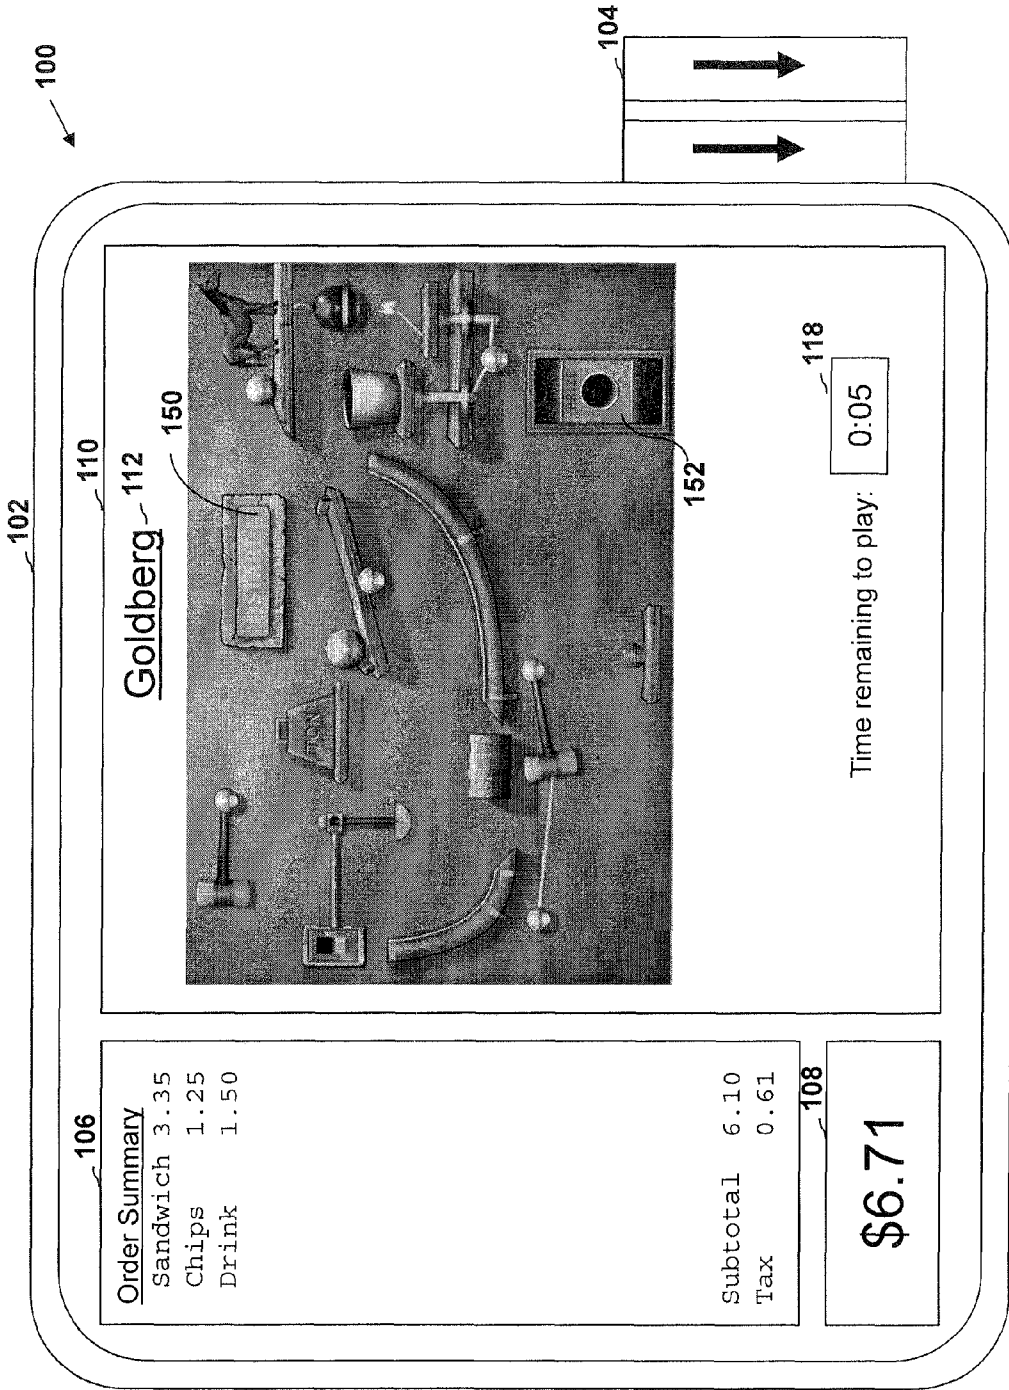 100
102
104
106
Order Summary
Sandwich 3.35
Chips 1.25
Drink 1.50
Subtotal 6.10
Tax 0.61
108
$6.71
110
Goldberg
112
150
152
118
Time remaining to play: 0:05